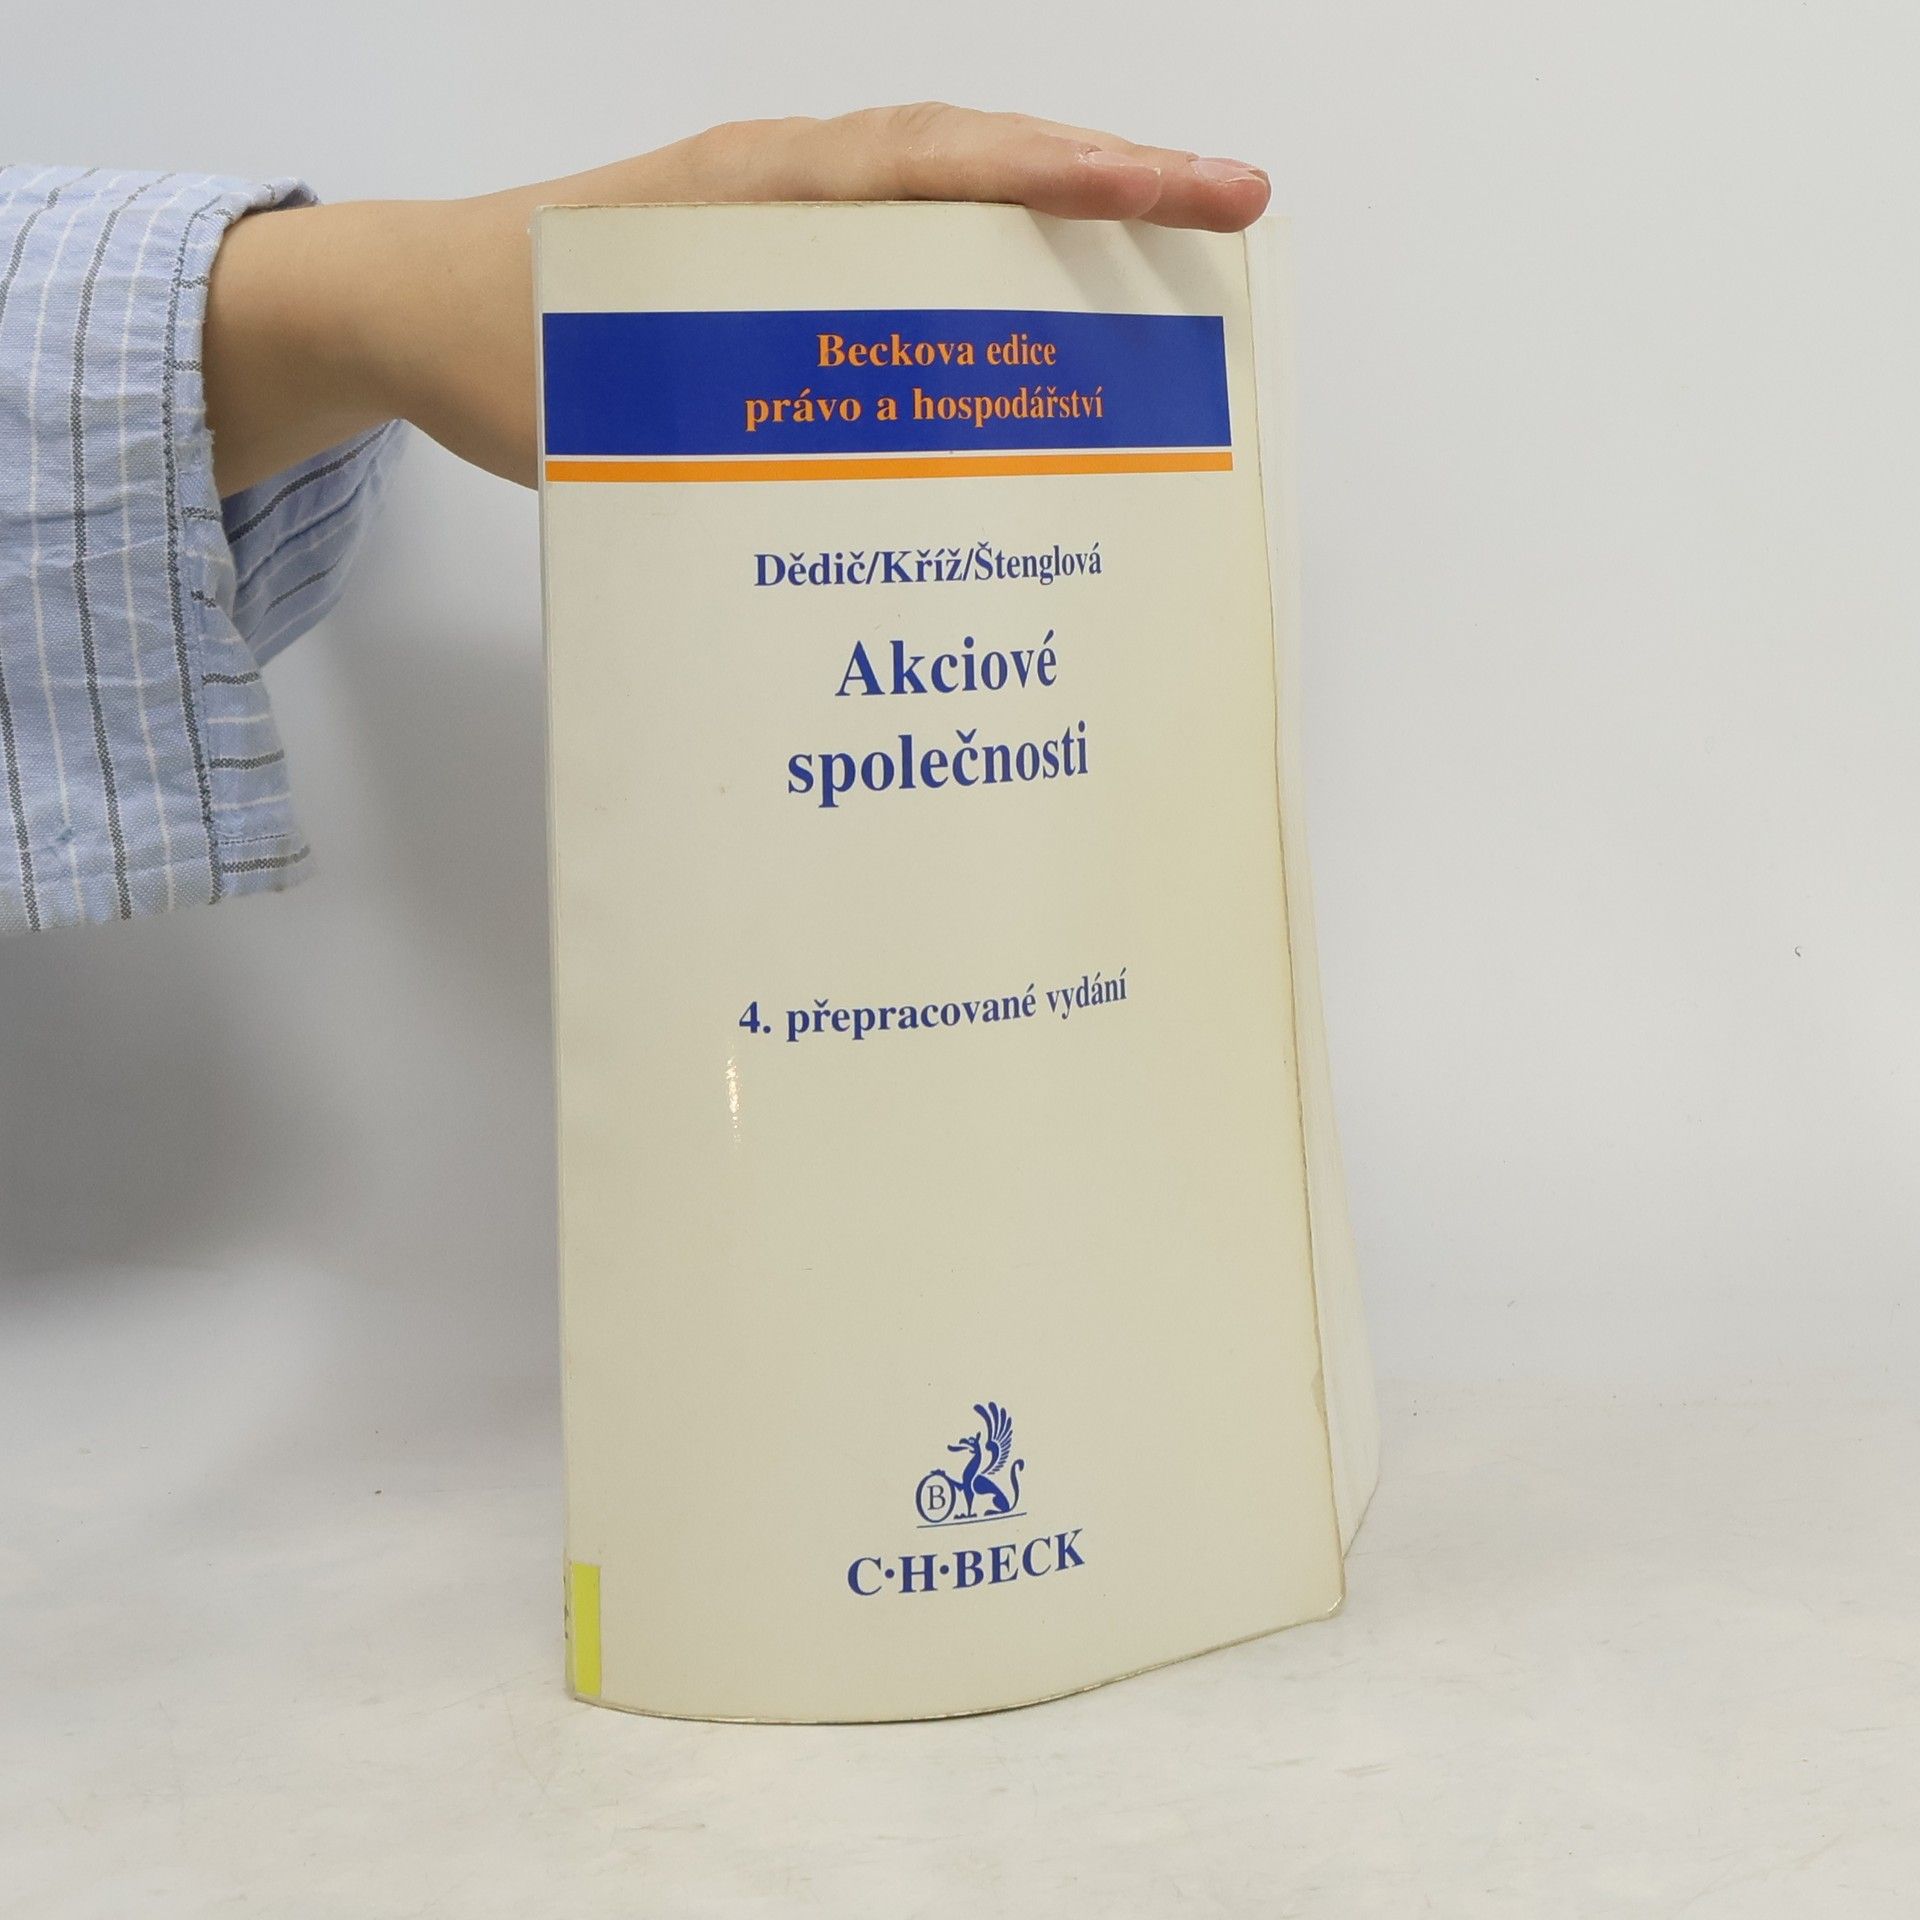 Beckova edice
právo a hospodářství
Dědič/Kříž/Štenglová
Akciové
společnosti
4. přepracované vydání
B
C·H·BECK